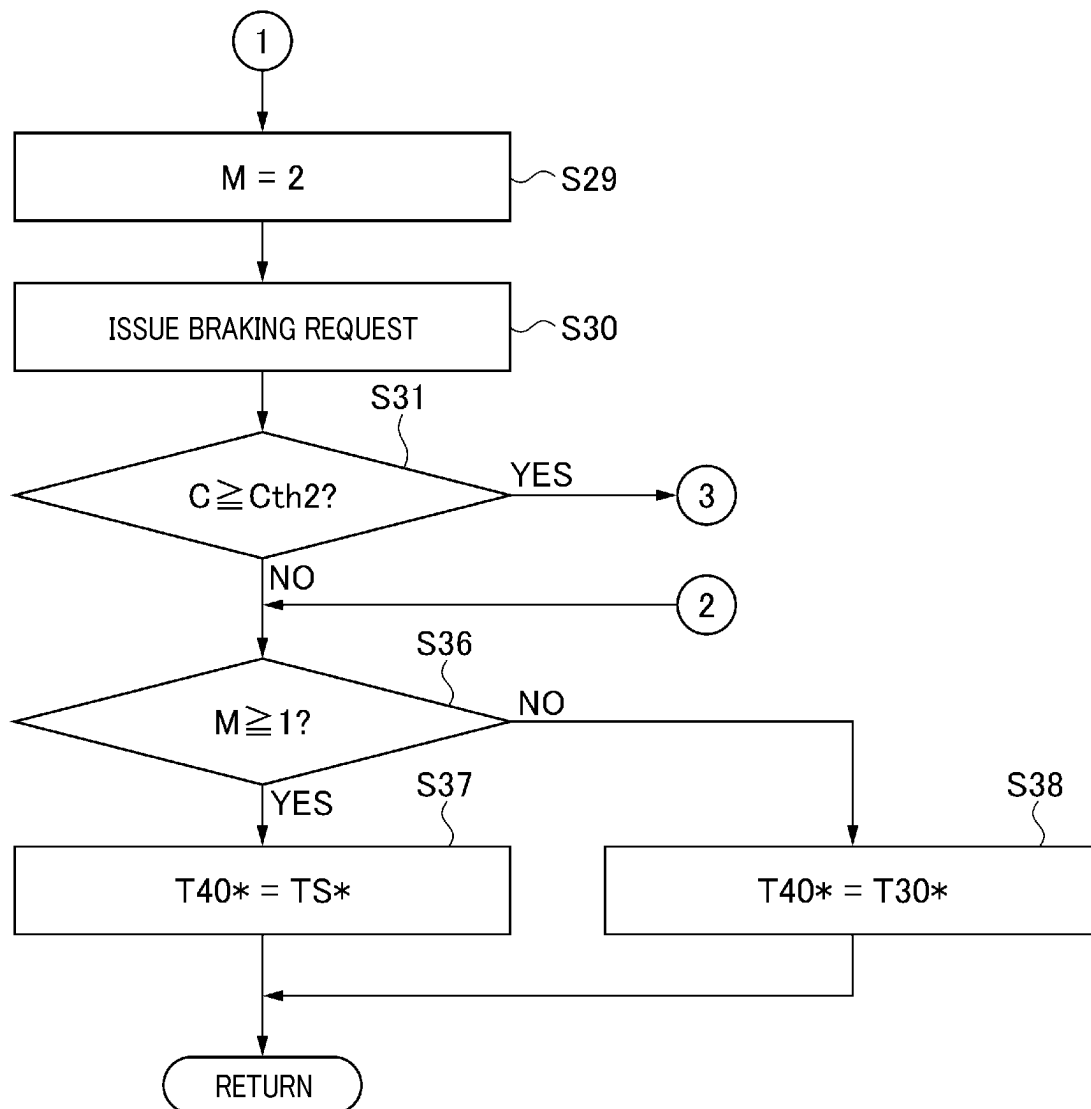 1
M = 2
S29
ISSUE BRAKING REQUEST
S30
S31
C≧Cth2?
YES
3
NO
2
S36
M≧1?
NO
YES
S37
S38
T40* = TS*
T40* = T30*
RETURN